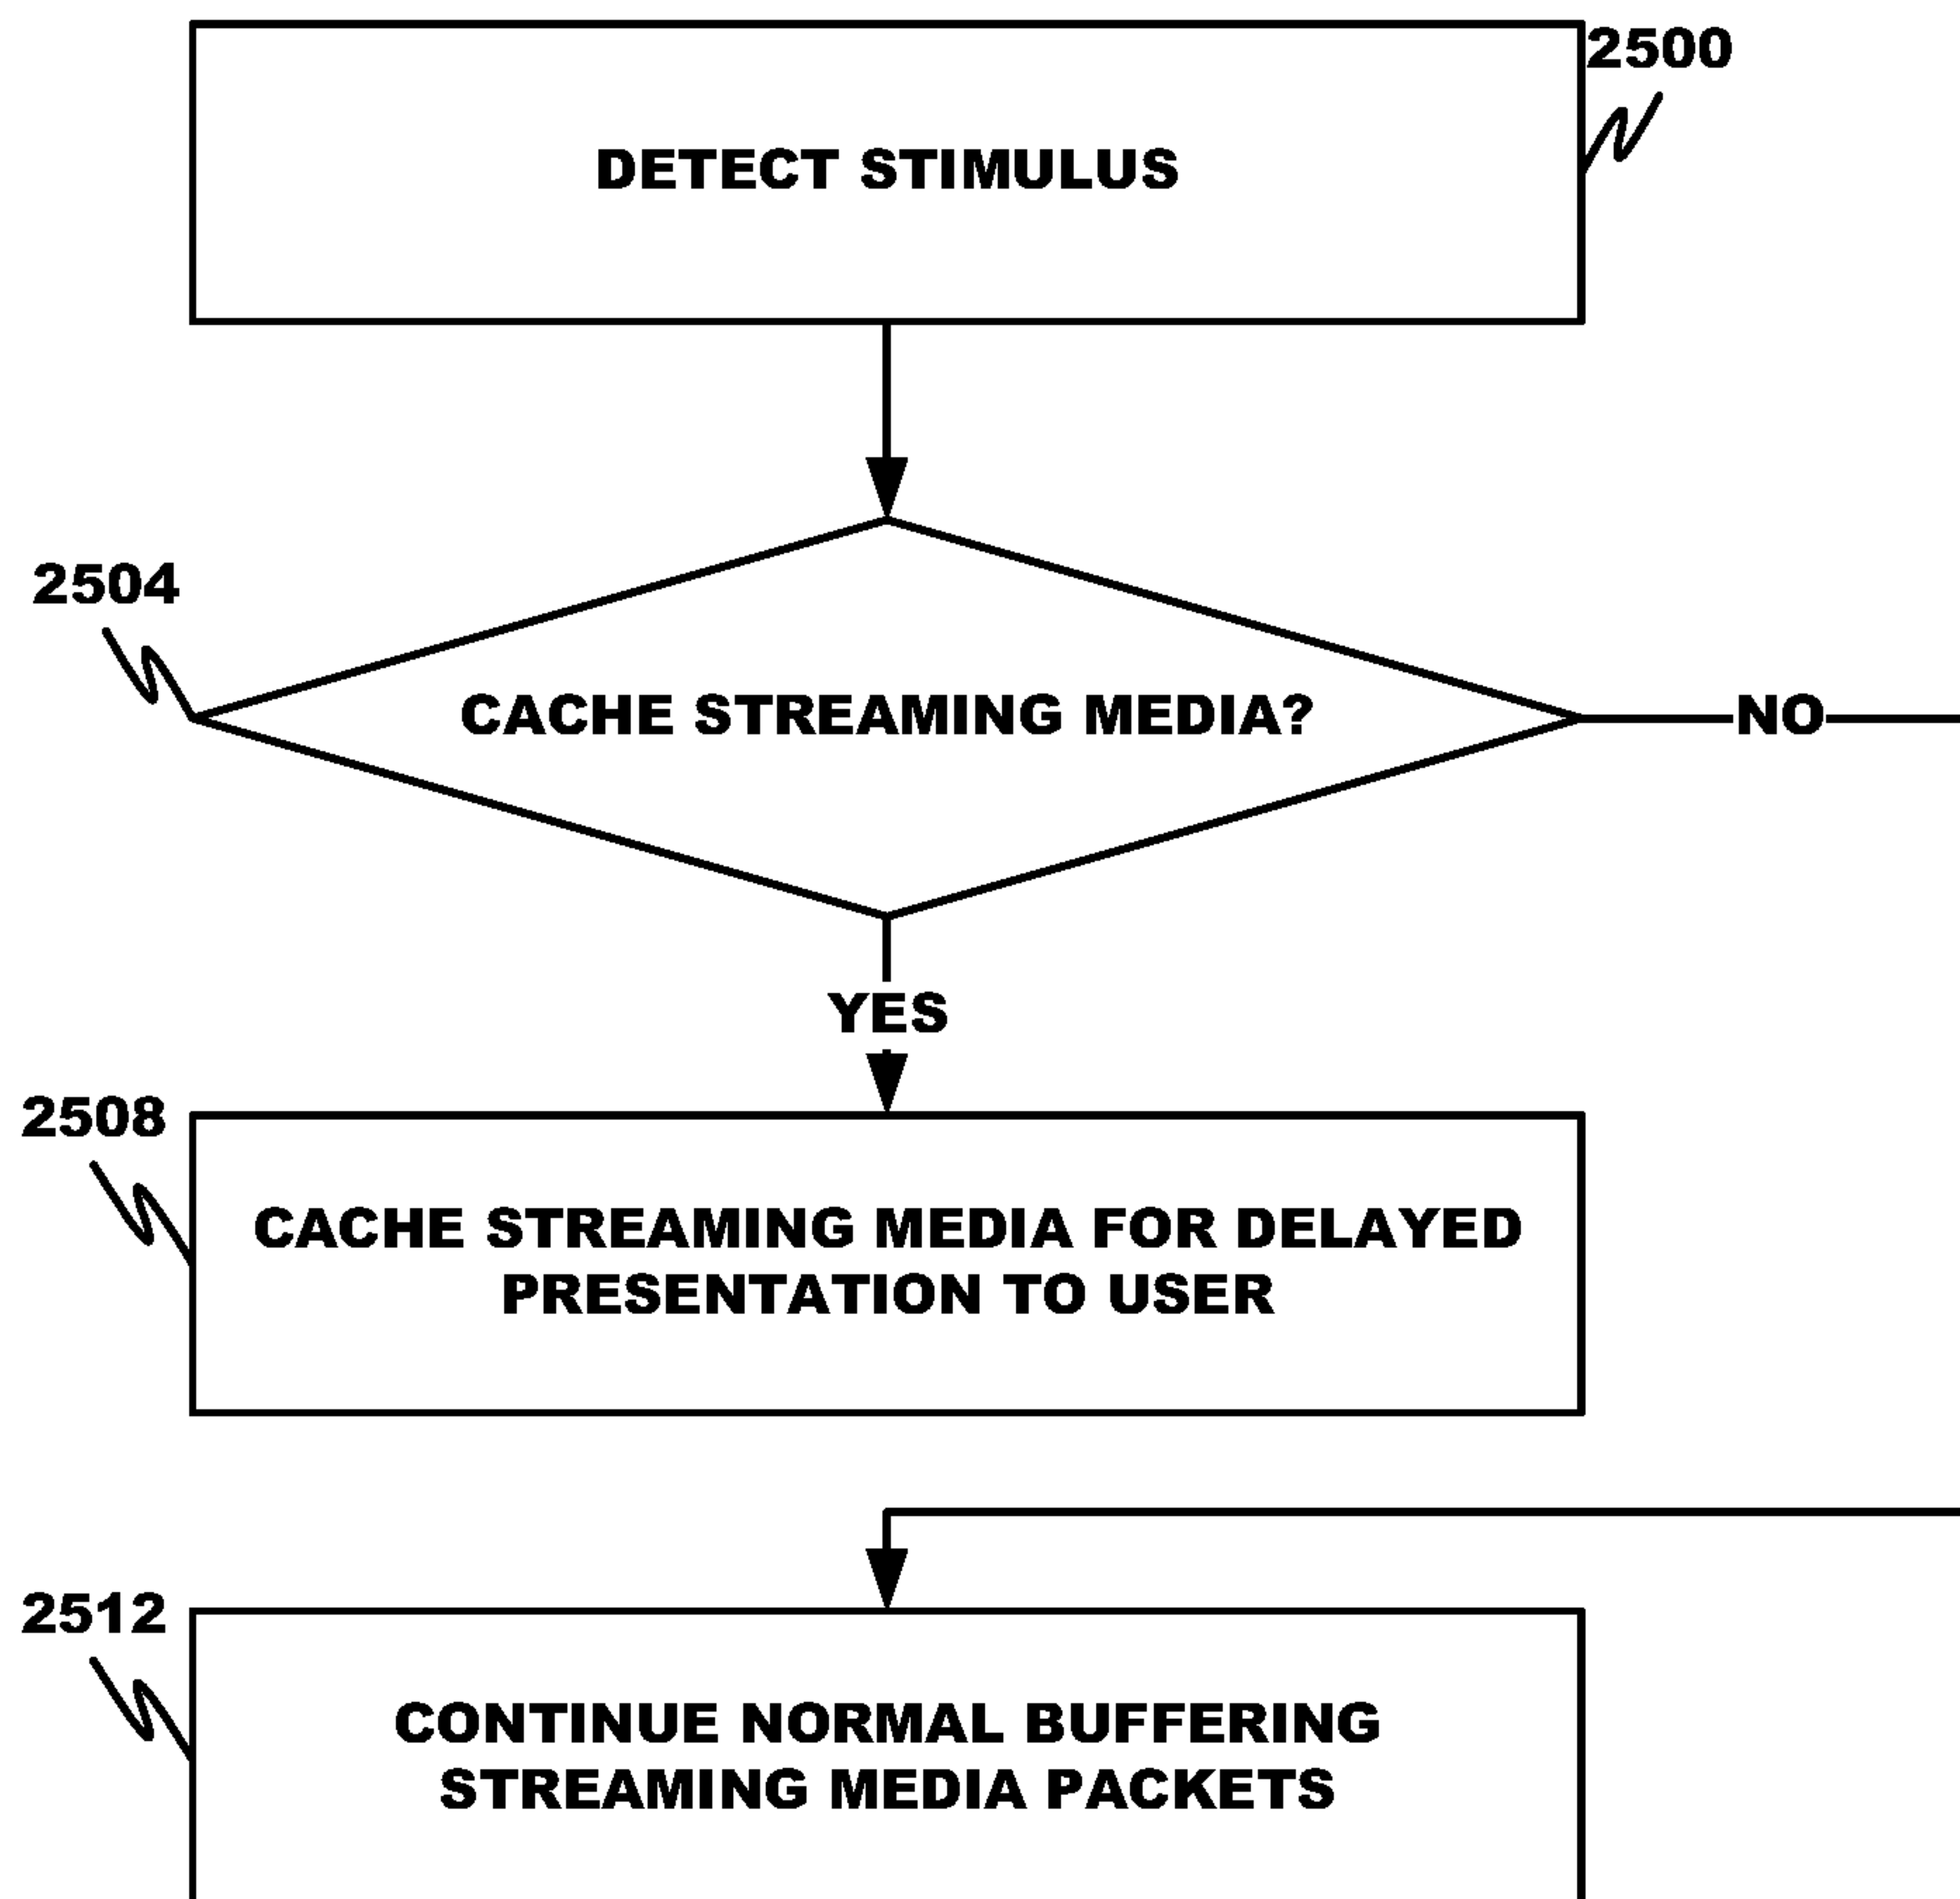 2500
DETECT STIMULUS
2504
CACHE STREAMING MEDIA?
NO
YES
2508
CACHE STREAMING MEDIA FOR DELAYED
PRESENTATION TO USER
2512
CONTINUE NORMAL BUFFERING
STREAMING MEDIA PACKETS